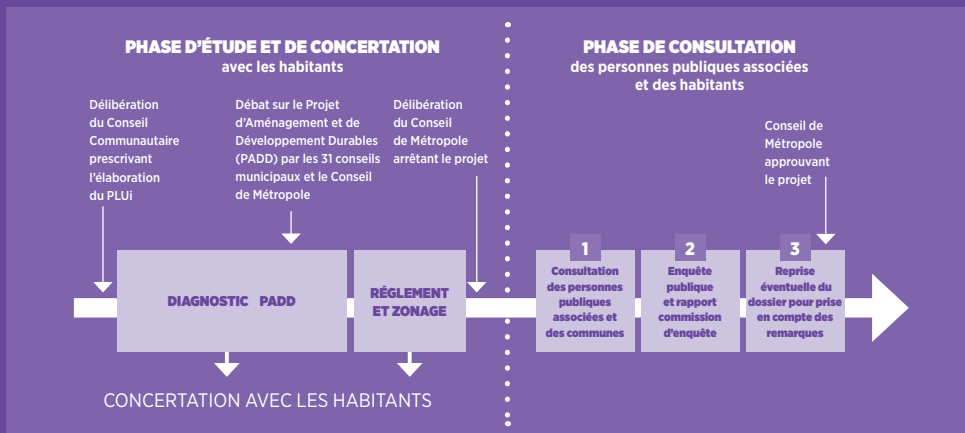 PHASE D'ÉTUDE ET DE CONCERTATION
avec les habitants
Délibération
du Conseil
Communautaire
prescrivant
l'élaboration
du PLUi
Débat sur le Projet
d'Aménagement et de
Développement Durables
(PADD) par les 31 conseils
municipaux et le Conseil
de Métropole
Délibération
du Conseil
de Métropole
arrêtant le projet
DIAGNOSTIC PADD
RÉGLEMENT
ET ZONAGE
CONCERTATION AVEC LES HABITANTS
PHASE DE CONSULTATION
des personnes publiques associées
et des habitants
Conseil de
Métropole
approuvant
le projet
1
Consultation
des personnes
publiques
associées et
des communes
2
Enquête
publique
et rapport
commission
d'enquête
3
Reprise
éventuelle du
dossier pour prise
en compte des
remarques